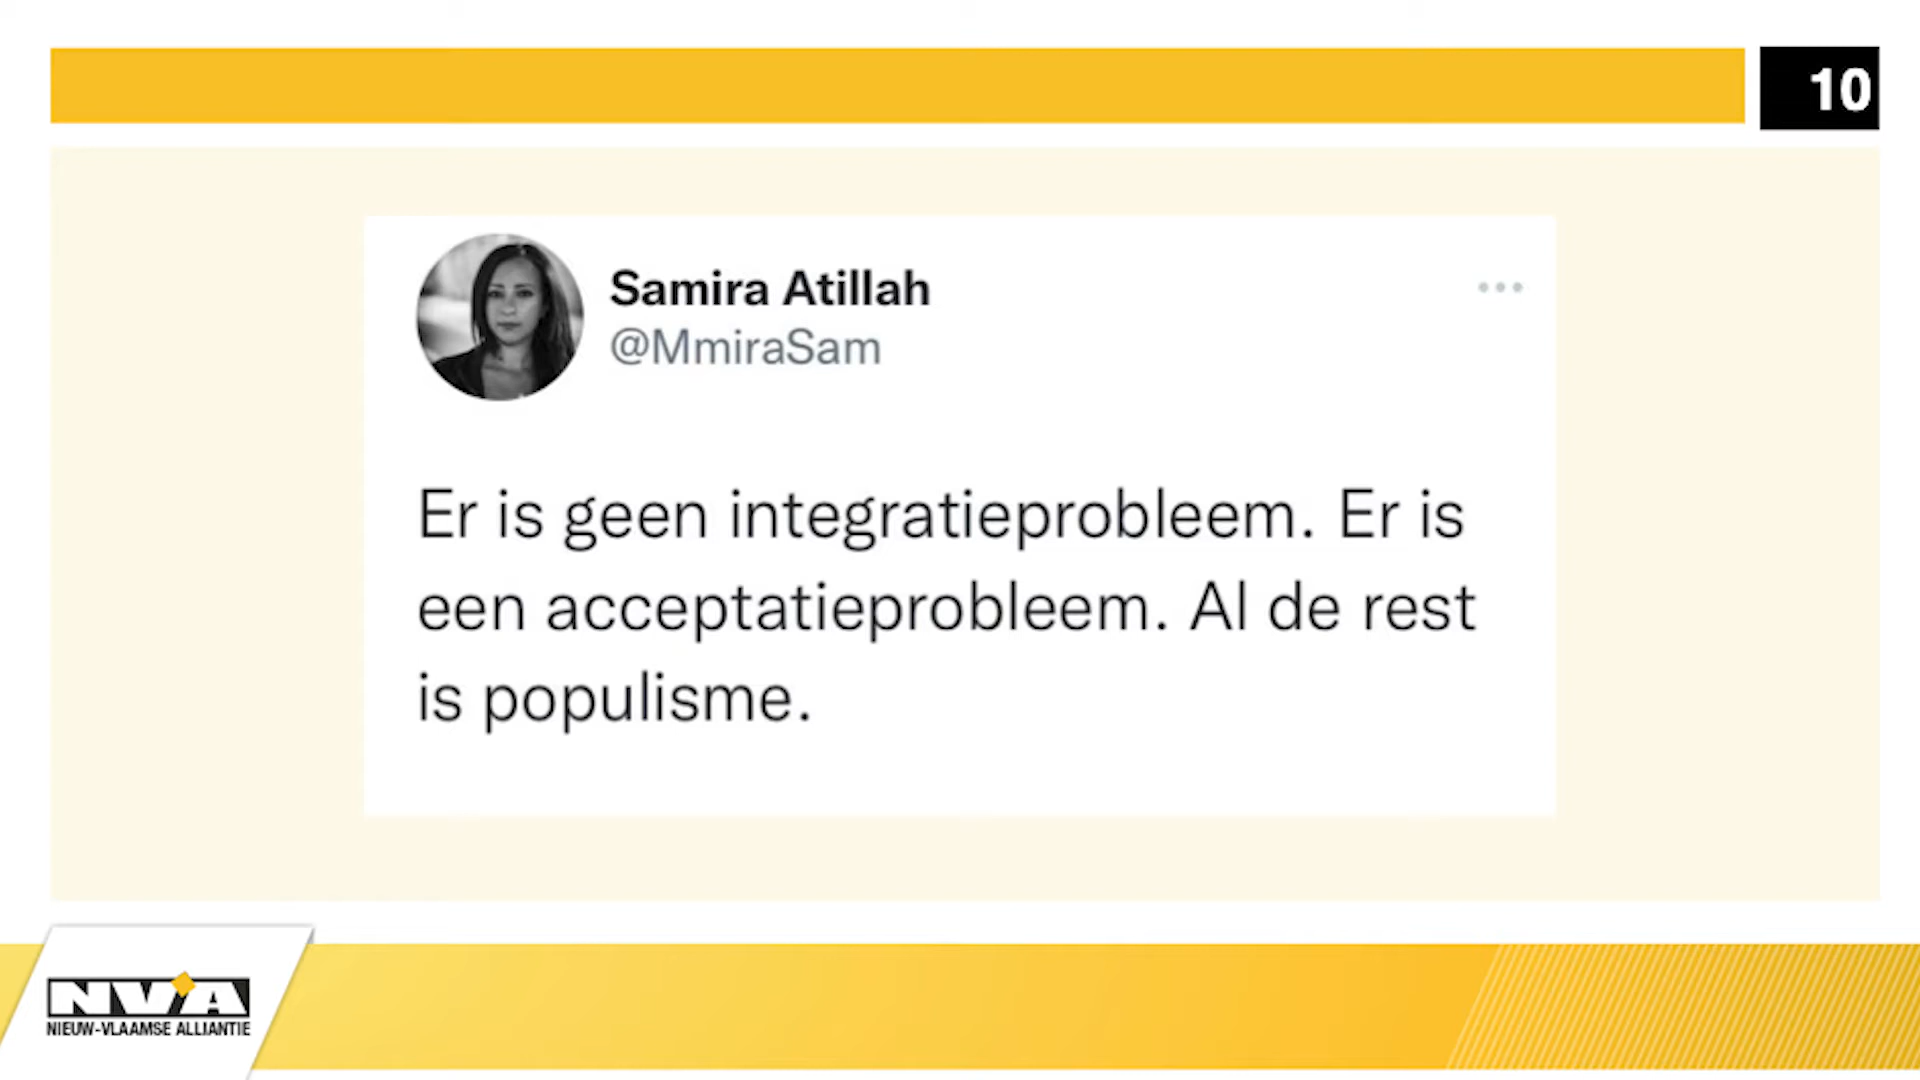 10
Samira Atillah
@MmiraSam
Er is geen integratieprobleem. Er is
een acceptatieprobleem. Al de rest
is populisme.
N-VA
NIEUW-VLAAMSE ALLIANTIE